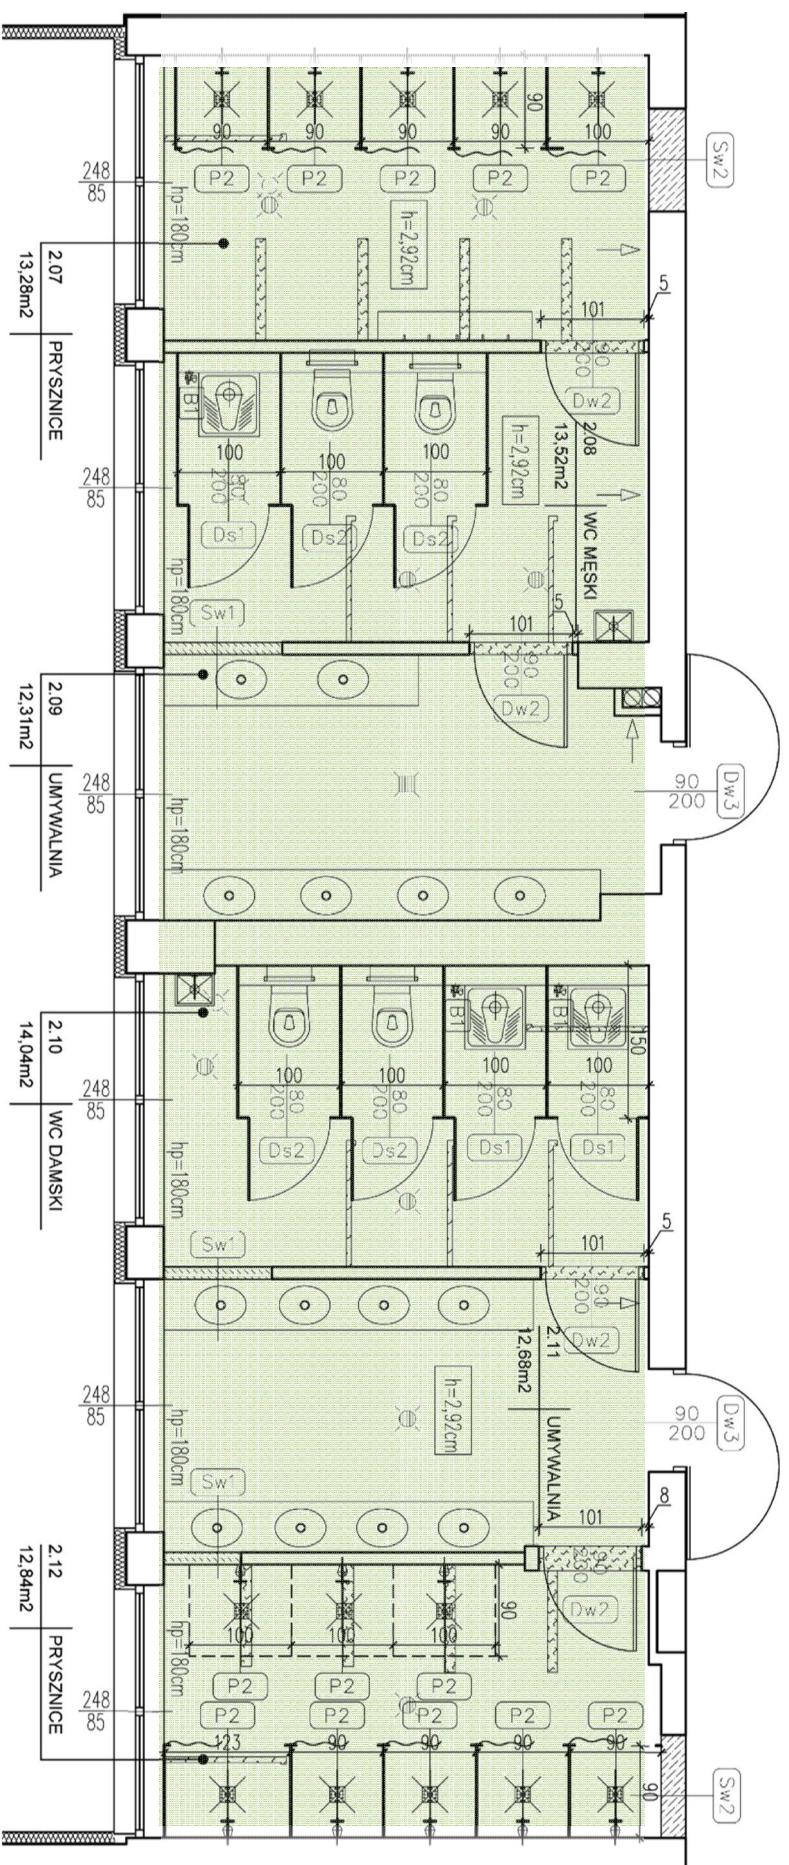 90
90
90
90
90
100
P2
P2
P2
P2
P2
Sw2
248
85
hp=180cm
h=2,92cm
2.07
13,28m2
PRYSZNICE
101
5
Dw2
B1
100
100
100
80
200
80
200
Ds1
Ds2
Ds2
h=2,92cm
2.08
13,52m2
WC MĘSKI
248
85
hp=180cm
Sw1
101
5
90
200
Dw2
2.09
12,31m2
UMYWALNIA
248
85
hp=180cm
90
200
Dw3
2.10
14,04m2
WC DAMSKI
B1
B1
150
100
100
100
100
80
200
80
200
80
200
80
200
Ds2
Ds2
Ds1
Ds1
248
85
hp=180cm
Sw1
101
5
90
200
Dw2
2.11
12,68m2
UMYWALNIA
h=2,92cm
248
85
hp=180cm
90
200
Dw3
Sw1
101
8
Dw2
2.12
12,84m2
PRYSZNICE
90
100
100
100
hp=180cm
P2
P2
P2
P2
P2
P2
P2
P2
248
85
123
90
90
90
90
Sw2